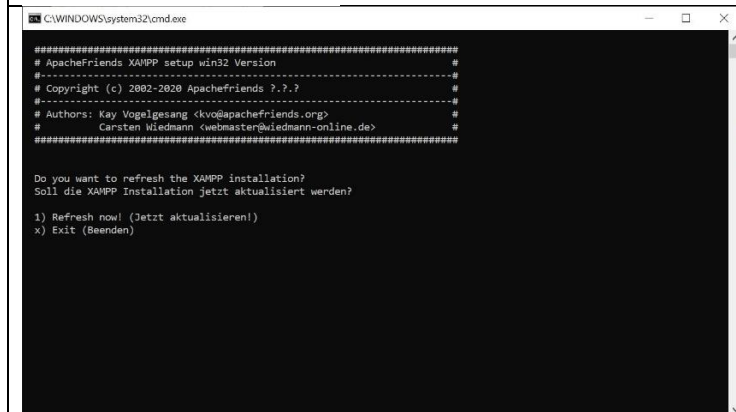 C:\WINDOWS\system32\cmd.exe
###############################################################
# ApacheFriends XAMPP setup win32 Version #
#----------------------------------------------------------------------#
# Copyright (c) 2002-2020 Apachefriends ?.?.? #
#----------------------------------------------------------------------#
# Authors: Kay Vogelgesang <kvo@apachefriends.org> #
# Carsten Wiedmann <webmaster@wiedmann-online.de> #
###############################################################
Do you want to refresh the XAMPP installation?
Soll die XAMPP Installation jetzt aktualisiert werden?
1) Refresh now! (Jetzt aktualisieren!)
x) Exit (Beenden)